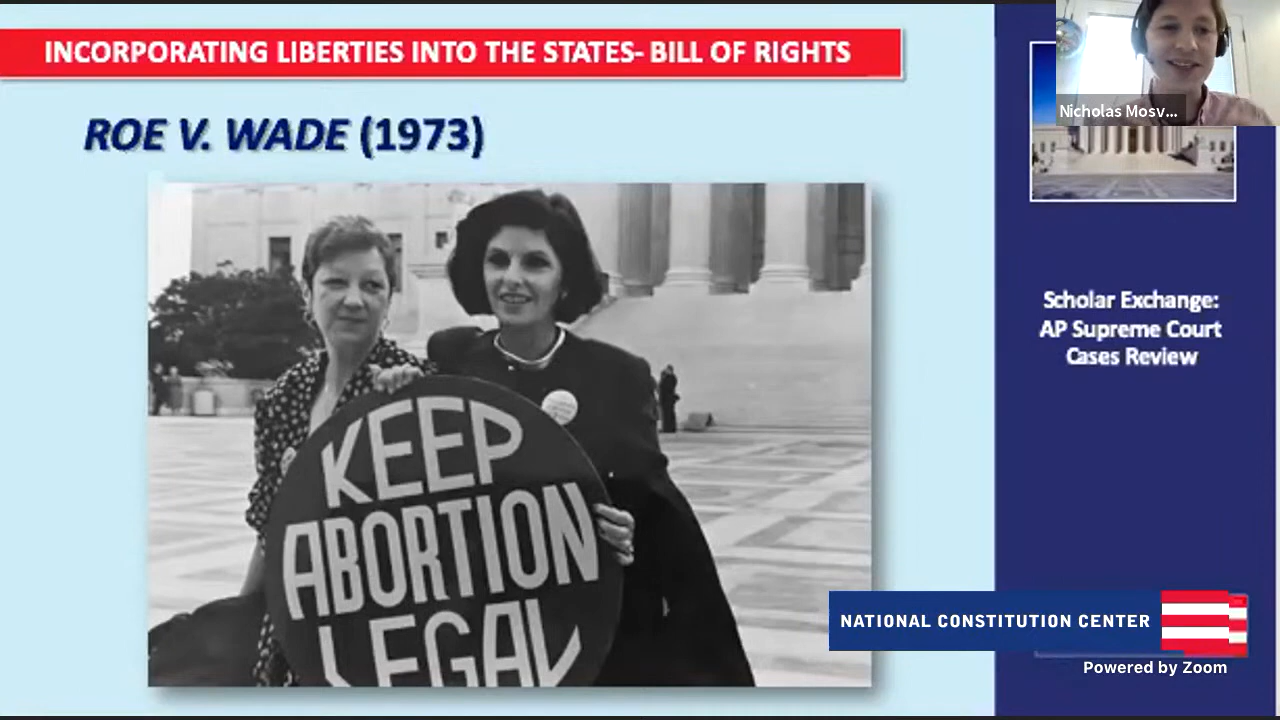 INCORPORATING LIBERTIES INTO THE STATES- BILL OF RIGHTS
ROE V. WADE (1973)
KEEP
ABORTION
LEGAL
Nicholas Mosv...
Scholar Exchange:
AP Supreme Court
Cases Review
NATIONAL CONSTITUTION CENTER
Powered by Zoom